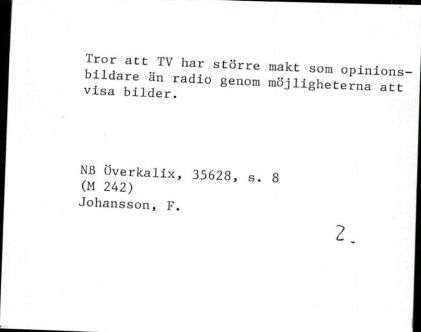 Tror att TV har större makt som opinions-
bildare än radio genom möjligheterna att
visa bilder.
NB Överkalix, 35628, s. 8
(M 242)
Johansson, F.
2.